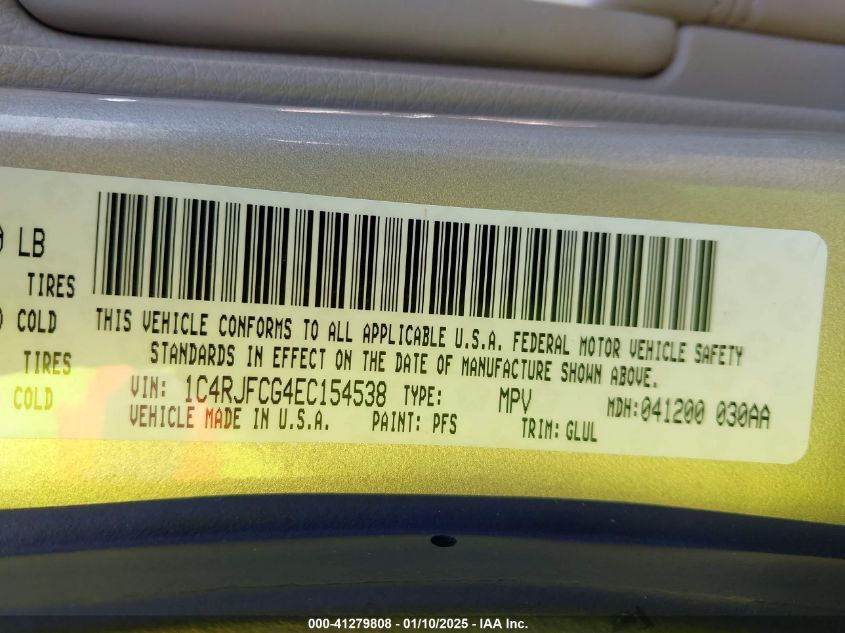 LB
TIRES
COLD
TIRES
COLD
THIS VEHICLE CONFORMS TO ALL APPLICABLE U.S.A. FEDERAL MOTOR VEHICLE SAFETY
STANDARDS IN EFFECT ON THE DATE OF MANUFACTURE SHOWN ABOVE.
VIN: 1C4RJFCG4EC154538 TYPE: MPV MDH:041200 030AA
VEHICLE MADE IN U.S.A. PAINT: PFS TRIM: GLUL
000-41279808 - 01/10/2025 - IAA Inc.